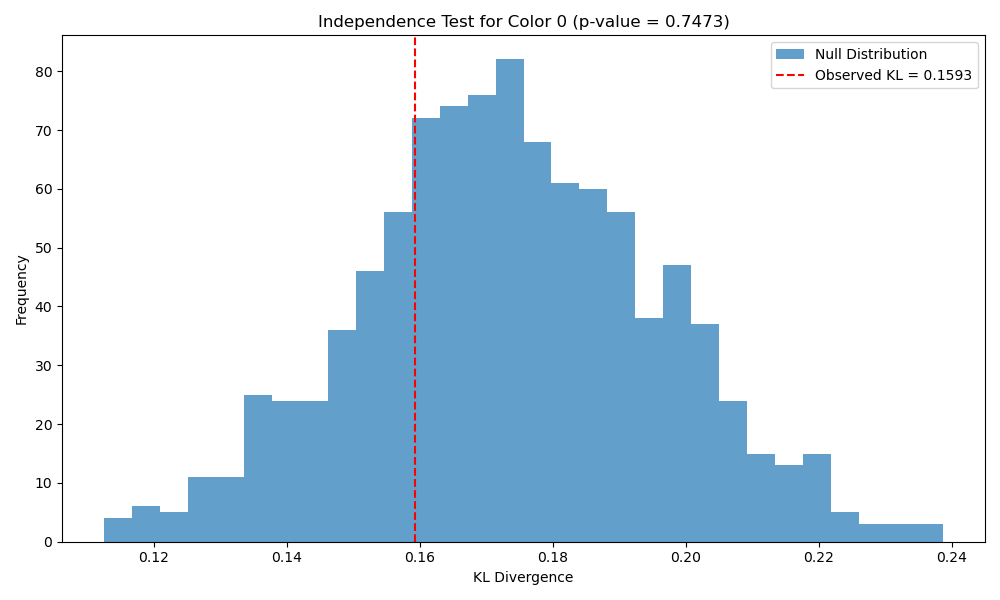 Independence Test for Color 0 (p-value = 0.7473)
Null Distribution
Observed KL = 0.1593
Frequency
80
70
60
50
40
30
20
10
0
0.12 0.14 0.16 0.18 0.20 0.22 0.24
KL Divergence